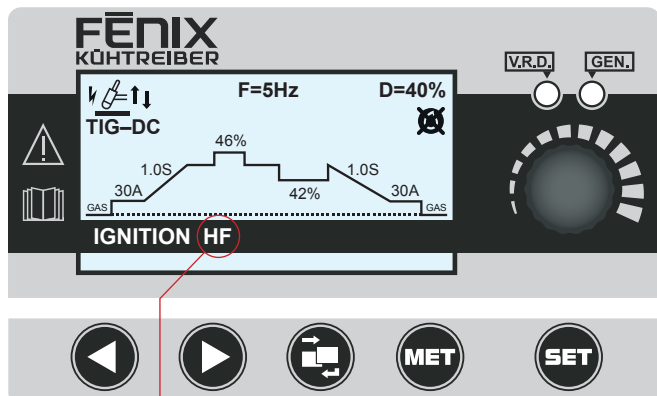 FĒNIX
KÜHTREIBER
V.R.D.
GEN.
F=5Hz
D=40%
TIG–DC
46%
1.0S
1.0S
30A
42%
30A
GAS
GAS
IGNITION HF
MET
SET